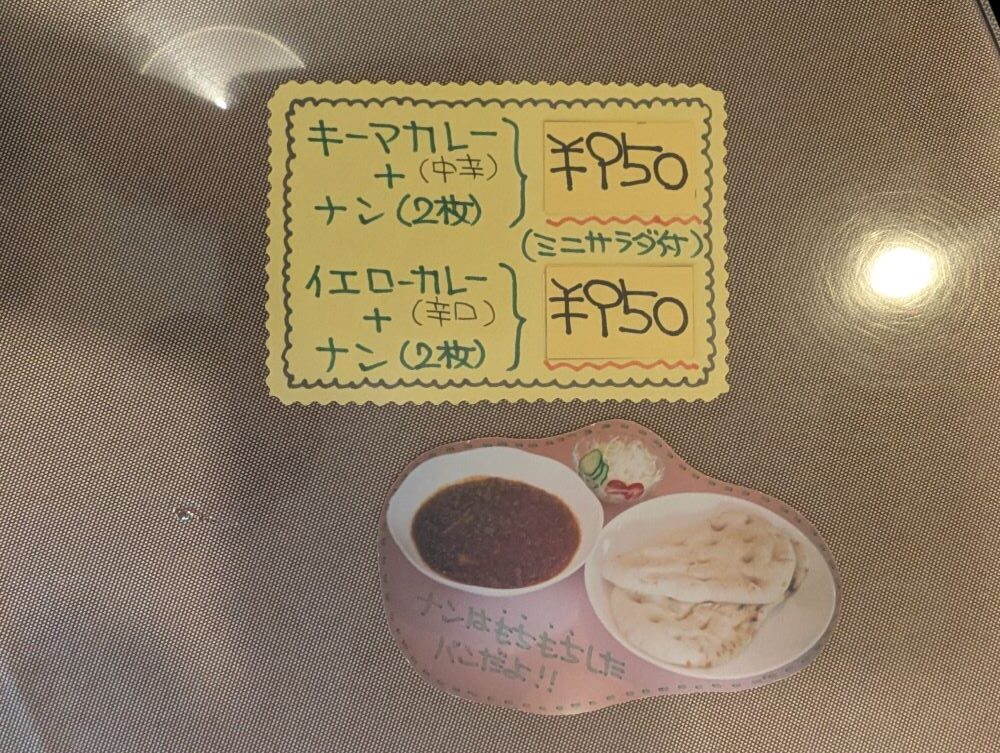 キーマカレー
+ (中辛)
ナン(2枚)
¥950
(ミニサラダ付)
イエローカレー
+ (辛口)
ナン(2枚)
¥950
ナンはもちもちした
パンだよ!!